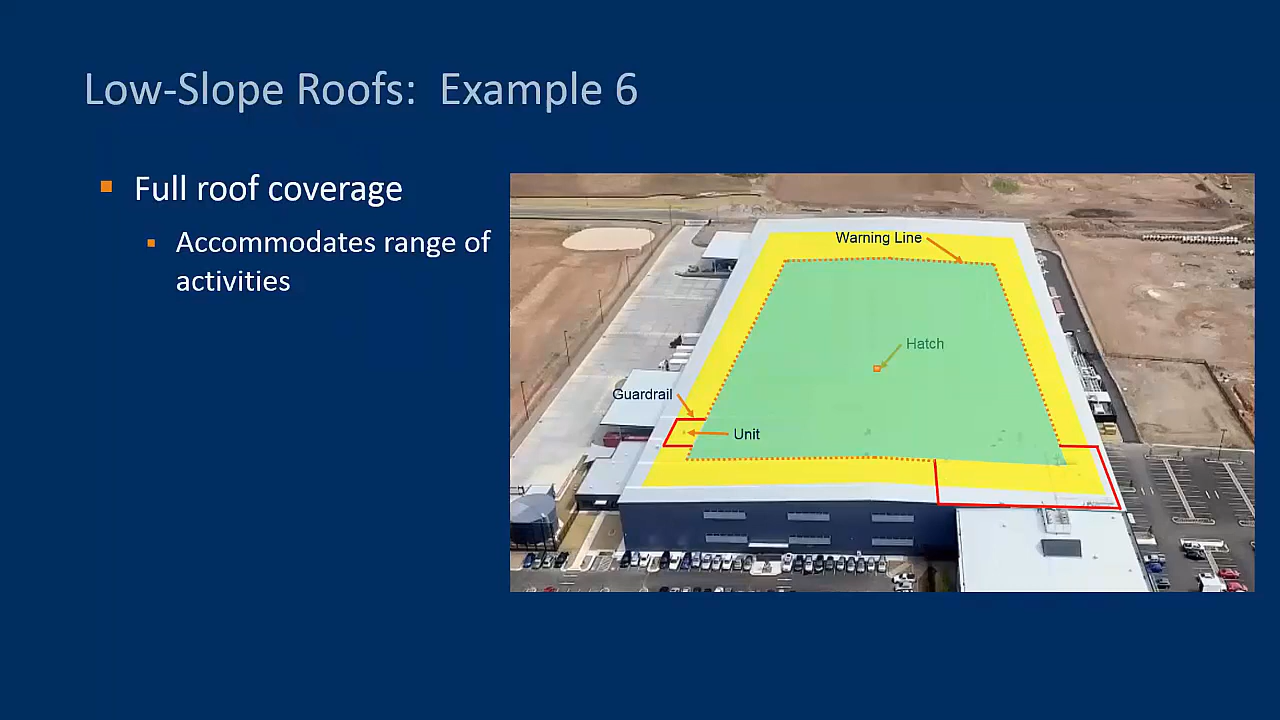 Low-Slope Roofs: Example 6
Full roof coverage
Accommodates range of
activities
Warning Line
Hatch
Guardrail
Unit